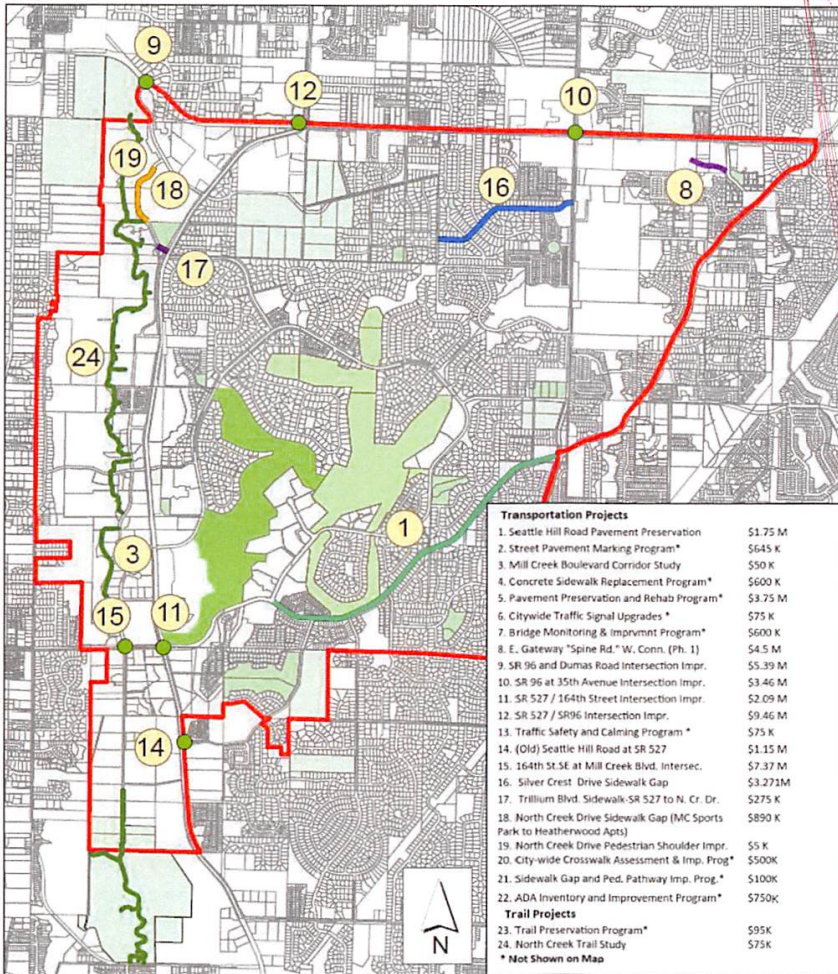 9
12
10
19
18
16
8
17
24
1
3
15
11
14
N
Transportation Projects
1. Seattle Hill Road Pavement Preservation $1.75 M
2. Street Pavement Marking Program* $645 K
3. Mill Creek Boulevard Corridor Study $50 K
4. Concrete Sidewalk Replacement Program* $600 K
5. Pavement Preservation and Rehab Program* $3.75 M
6. Citywide Traffic Signal Upgrades * $75 K
7. Bridge Monitoring & Imprvmnt Program* $600 K
8. E. Gateway "Spine Rd." W. Conn. (Ph. 1) $4.5 M
9. SR 96 and Dumas Road Intersection Impr. $5.39 M
10. SR 96 at 35th Avenue Intersection Impr. $3.46 M
11. SR 527 / 164th Street Intersection Impr. $2.09 M
12. SR 527 / SR96 Intersection Impr. $9.46 M
13. Traffic Safety and Calming Program * $75 K
14. (Old) Seattle Hill Road at SR 527 $1.15 M
15. 164th St.SE at Mill Creek Blvd. Intersec. $7.37 M
16. Silver Crest Drive Sidewalk Gap $3.271M
17. Trillium Blvd. Sidewalk-SR 527 to N. Cr. Dr. $275 K
18. North Creek Drive Sidewalk Gap (MC Sports $890 K
Park to Heatherwood Apts)
19. North Creek Drive Pedestrian Shoulder Impr. $5 K
20. City-wide Crosswalk Assessment & Imp. Prog* $500K
21. Sidewalk Gap and Ped. Pathway Imp. Prog.* $100K
22. ADA Inventory and Improvement Program* $750K
Trail Projects
23. Trail Preservation Program* $95K
24. North Creek Trail Study $75K
* Not Shown on Map